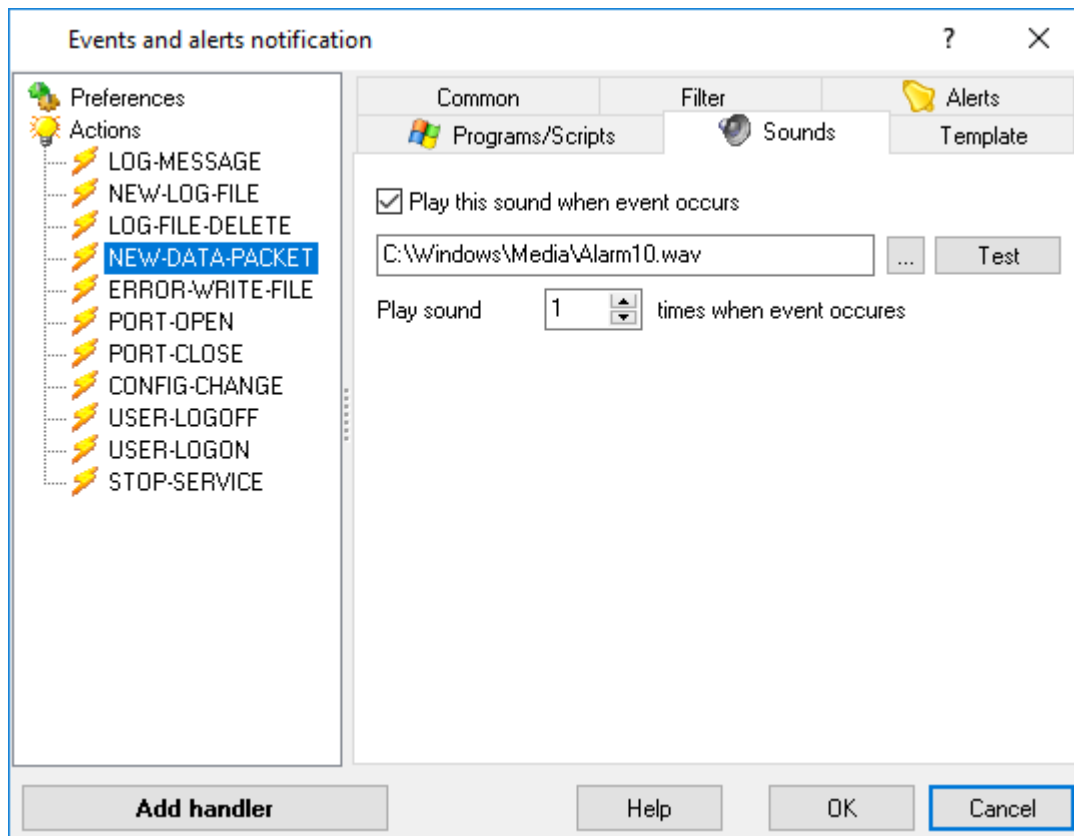 Events and alerts notification
Preferences
Actions
LOG-MESSAGE
NEW-LOG-FILE
LOG-FILE-DELETE
NEW-DATA-PACKET
ERROR-WRITE-FILE
PORT-OPEN
PORT-CLOSE
CONFIG-CHANGE
USER-LOGOFF
USER-LOGON
STOP-SERVICE
Common Filter Alerts
Programs/Scripts Sounds Template
Play this sound when event occurs
C:\Windows\Media\Alarm10.wav ... Test
Play sound 1 times when event occures
Add handler Help OK Cancel